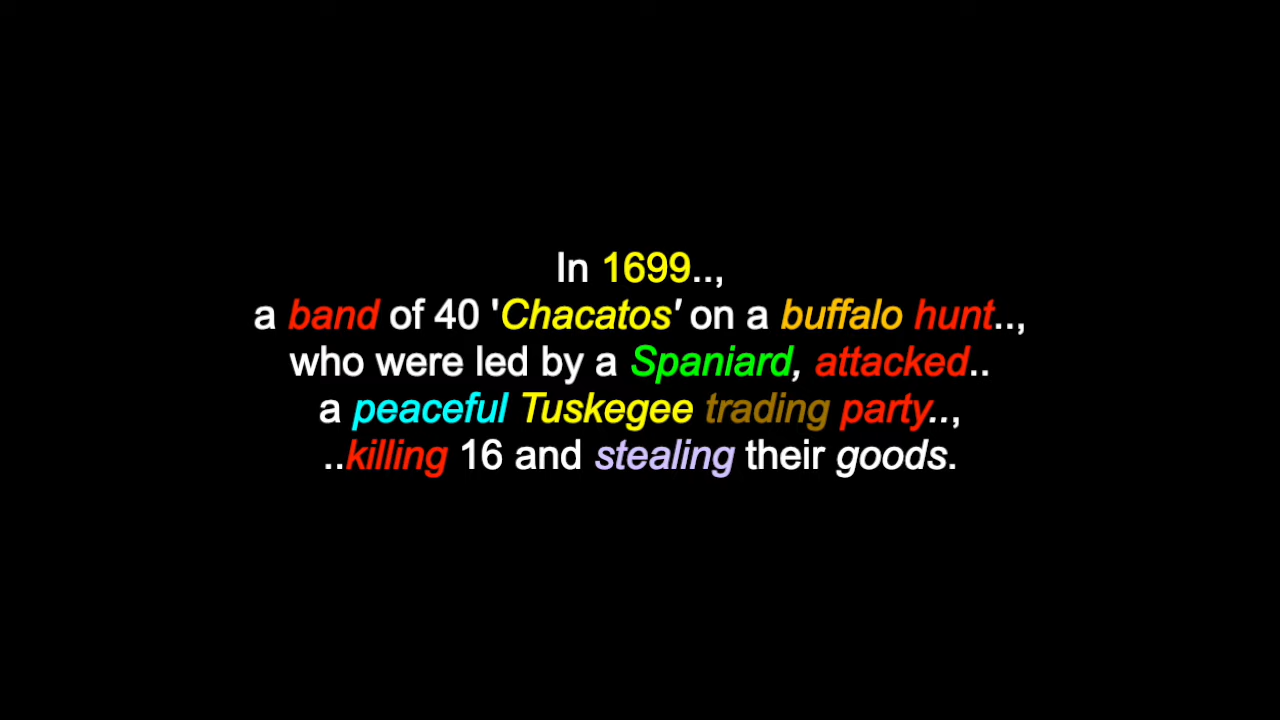 In 1699..,
a band of 40 'Chacatos' on a buffalo hunt..,
who were led by a Spaniard, attacked..
a peaceful Tuskegee trading party..,
..killing 16 and stealing their goods.